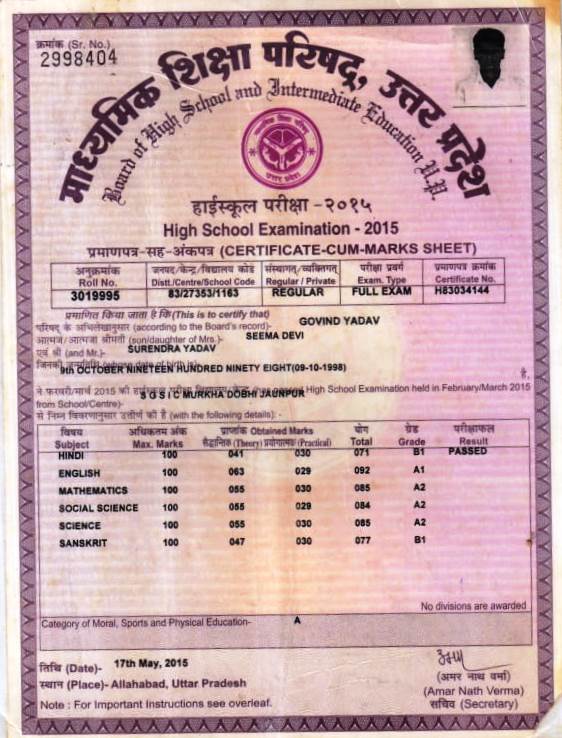 क्रमांक (Sr. No.)
2998404
माध्यमिक शिक्षा परिषद, उत्तर प्रदेश
Board of High School and Intermediate Education U.P.
हाईस्कूल परीक्षा -२०१५
High School Examination - 2015
प्रमाणपत्र-सह-अंकपत्र (CERTIFICATE-CUM-MARKS SHEET)
अनुक्रमांक जनपद/केन्द्र/विद्यालय कोड संस्थागत/व्यक्तिगत परीक्षा प्रवर्ग प्रमाणपत्र क्रमांक
Roll No. Distt./Centre/School Code Regular / Private Exam. Type Certificate No.
3019995 83/27353/1163 REGULAR FULL EXAM H83034144
प्रमाणित किया जाता है कि(This is to certify that)
GOVIND YADAV
परिषद के अभिलेखानुसार (according to the Board's record)-
SEEMA DEVI
आत्मज/आत्मजा श्रीमती (son/daughter of Mrs.)-
SURENDRA YADAV
एवं श्री (and Mr.)-
9th OCTOBER NINETEEN HUNDRED NINETY EIGHT(09-10-1998)
है,
ने फरवरी/मार्च 2015 की हाईस्कूल High School Examination held in February/March 2015
S G S I C MURKHA DOBHI JAUNPUR
from School/Centre)-
से निम्न विवरणानुसार उत्तीर्ण की है (with the following details): -
विषय अधिकतम अंक प्राप्तांक Obtained Marks योग ग्रेड परीक्षाफल
Subject Max. Marks सैद्धान्तिक (Theory) प्रयोगात्मक (Practical) Total Grade Result
HINDI 100 041 030 071 B1 PASSED
ENGLISH 100 063 029 092 A1
MATHEMATICS 100 055 030 085 A2
SOCIAL SCIENCE 100 055 029 084 A2
SCIENCE 100 055 030 085 A2
SANSKRIT 100 047 030 077 B1
No divisions are awarded
Category of Moral, Sports and Physical Education- A
तिथि (Date)- 17th May, 2015
स्थान (Place)- Allahabad, Uttar Pradesh
(अमर नाथ वर्मा)
(Amar Nath Verma)
सचिव (Secretary)
Note : For Important Instructions see overleaf.